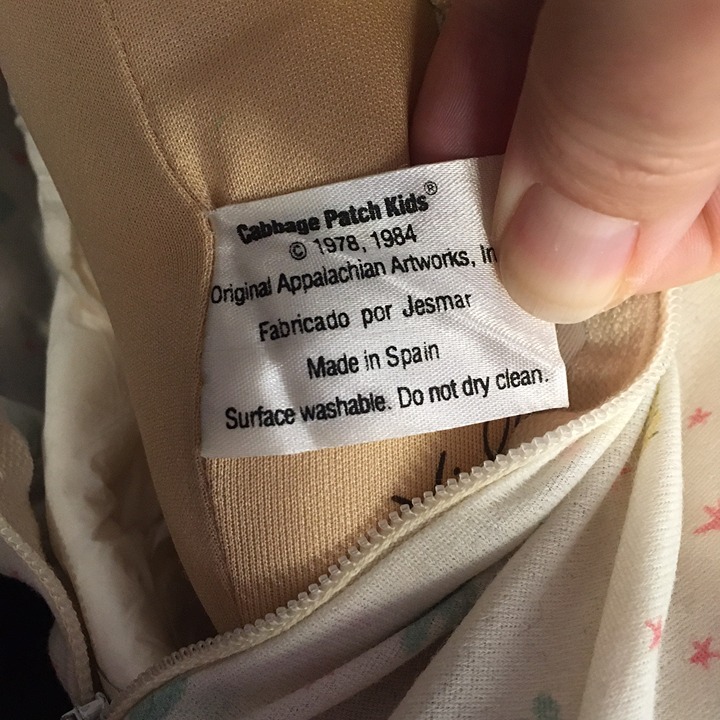 Cabbage Patch Kids®
© 1978, 1984
Original Appalachian Artworks, In
Fabricado por Jesmar
Made in Spain
Surface washable. Do not dry clean.